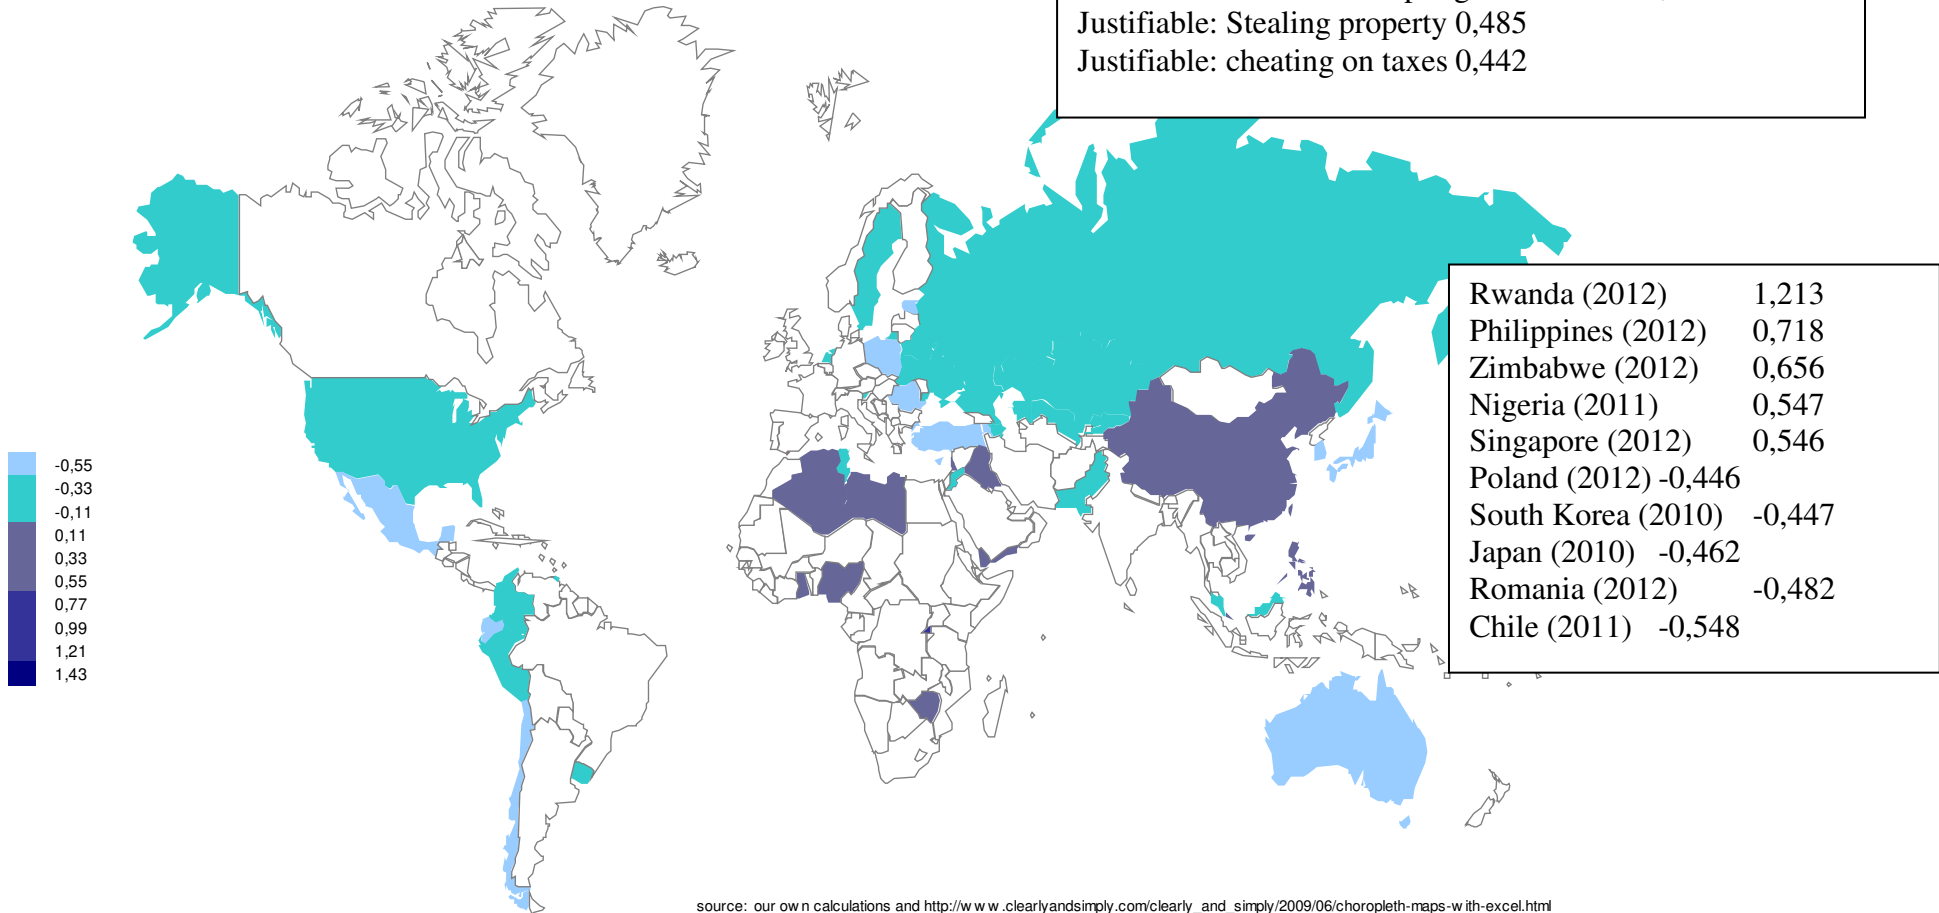 Justifiable: Stealing property 0,485
Justifiable: cheating on taxes 0,442
Rwanda (2012) 1,213
Philippines (2012) 0,718
Zimbabwe (2012) 0,656
Nigeria (2011) 0,547
Singapore (2012) 0,546
Poland (2012) -0,446
South Korea (2010) -0,447
Japan (2010) -0,462
Romania (2012) -0,482
Chile (2011) -0,548
-0,55
-0,33
-0,11
0,11
0,33
0,55
0,77
0,99
1,21
1,43
source: our own calculations and http://www.clearlyandsimply.com/clearly_and_simply/2009/06/choropleth-maps-with-excel.html